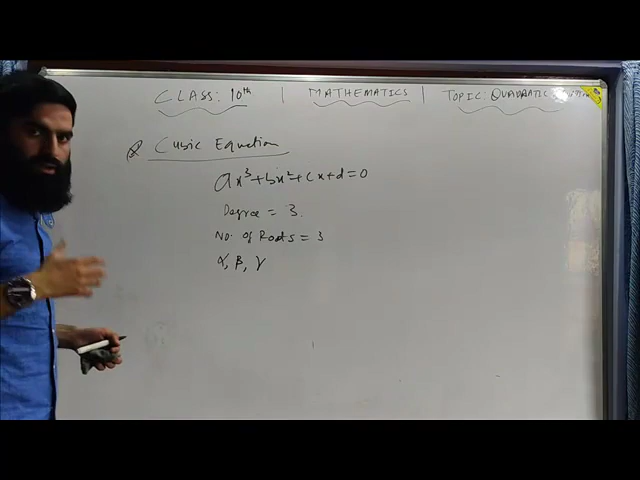 CLASS: 10th | MATHEMATICS | TOPIC: QUADRATIC
Cubic Equation
ax³+bx²+cx+d=0
Degree = 3.
No. of Roots = 3
α, β, γ